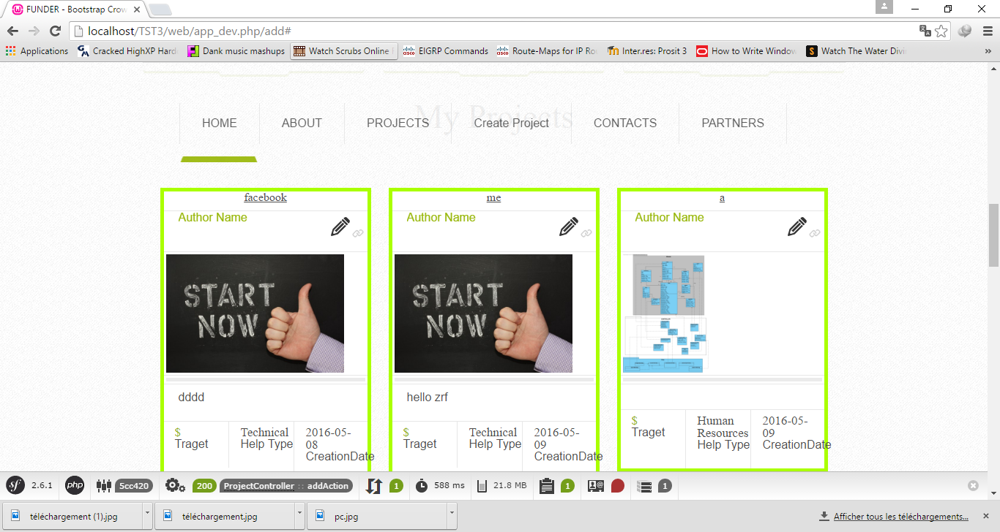 FUNDER - Bootstrap Crow
localhost/TST3/web/app_dev.php/add#
Applications
Cracked HighXP Hard
Dank music mashups
Watch Scrubs Online
EIGRP Commands
Route-Maps for IP Ro
Inter.res: Prosit 3
How to Write Window
Watch The Water Divi
My Projects
HOME
ABOUT
PROJECTS
Create Project
CONTACTS
PARTNERS
facebook
Author Name
START
NOW
dddd
$
Traget
Technical
Help Type
2016-05-
08
CreationDate
me
Author Name
START
NOW
hello zrf
$
Traget
Technical
Help Type
2016-05-
09
CreationDate
a
Author Name
$
Traget
Human
Resources
Help Type
2016-05-
09
CreationDate
sf
2.6.1
php
5cc420
200
ProjectController :: addAction
1
588 ms
21.8 MB
1
1
téléchargement (1).jpg
téléchargement.jpg
pc.jpg
Afficher tous les téléchargements...